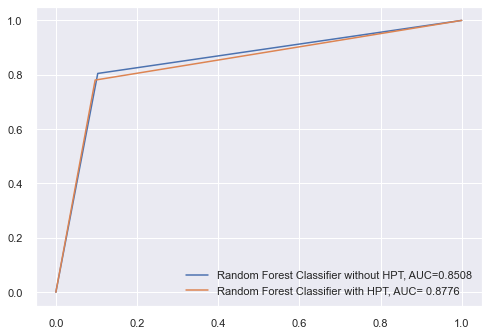 1.0
0.8
0.6
0.4
0.2
0.0
Random Forest Classifier without HPT, AUC=0.8508
Random Forest Classifier with HPT, AUC= 0.8776
0.0 0.2 0.4 0.6 0.8 1.0